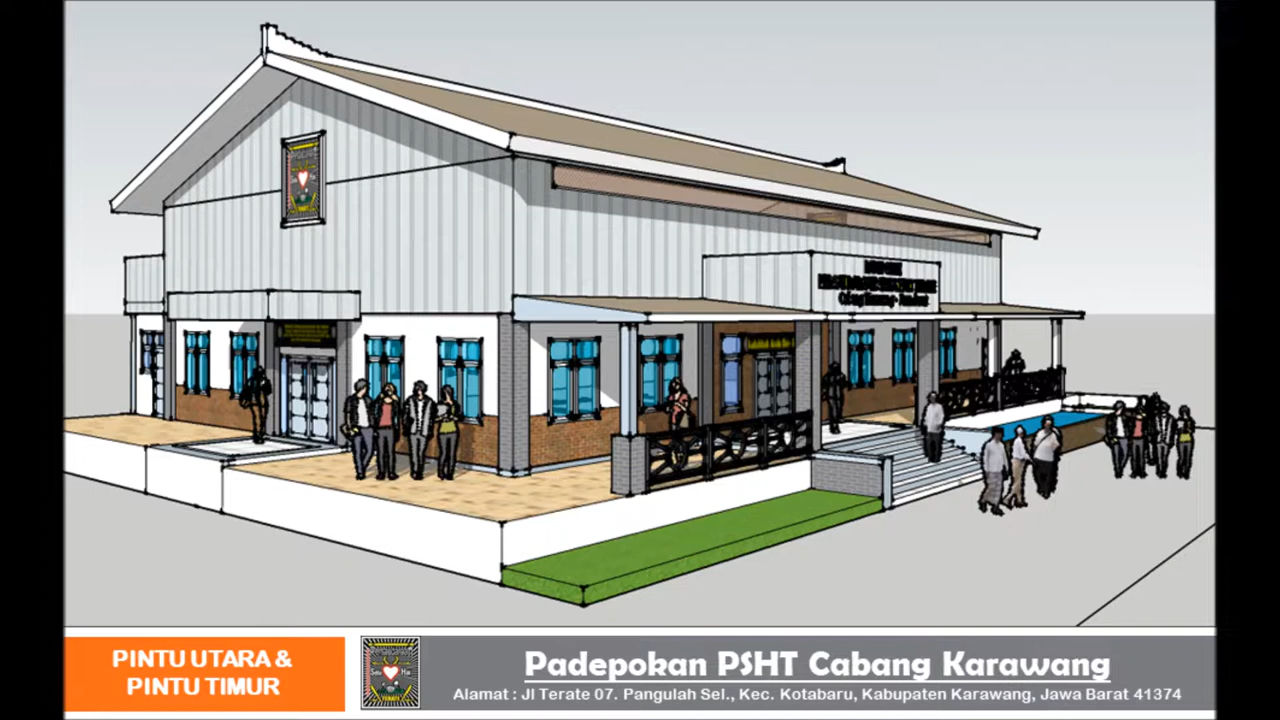 PINTU UTARA &
PINTU TIMUR
Padepokan PSHT Cabang Karawang
Alamat : Jl Terate 07. Pangulah Sel., Kec. Kotabaru, Kabupaten Karawang, Jawa Barat 41374